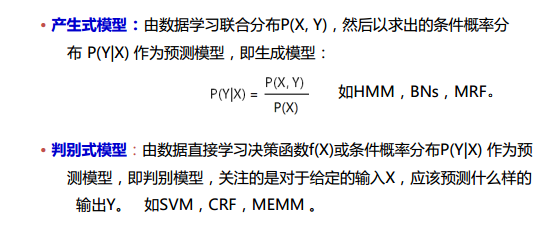 • 产生式模型：由数据学习联合分布P(X, Y)，然后以求出的条件概率分
布 P(Y|X) 作为预测模型，即生成模型：
P(Y|X) = P(X, Y) / P(X) 如HMM，BNs，MRF。
• 判别式模型：由数据直接学习决策函数f(X)或条件概率分布P(Y|X) 作为预
测模型，即判别模型，关注的是对于给定的输入X，应该预测什么样的
输出Y。 如SVM，CRF，MEMM 。